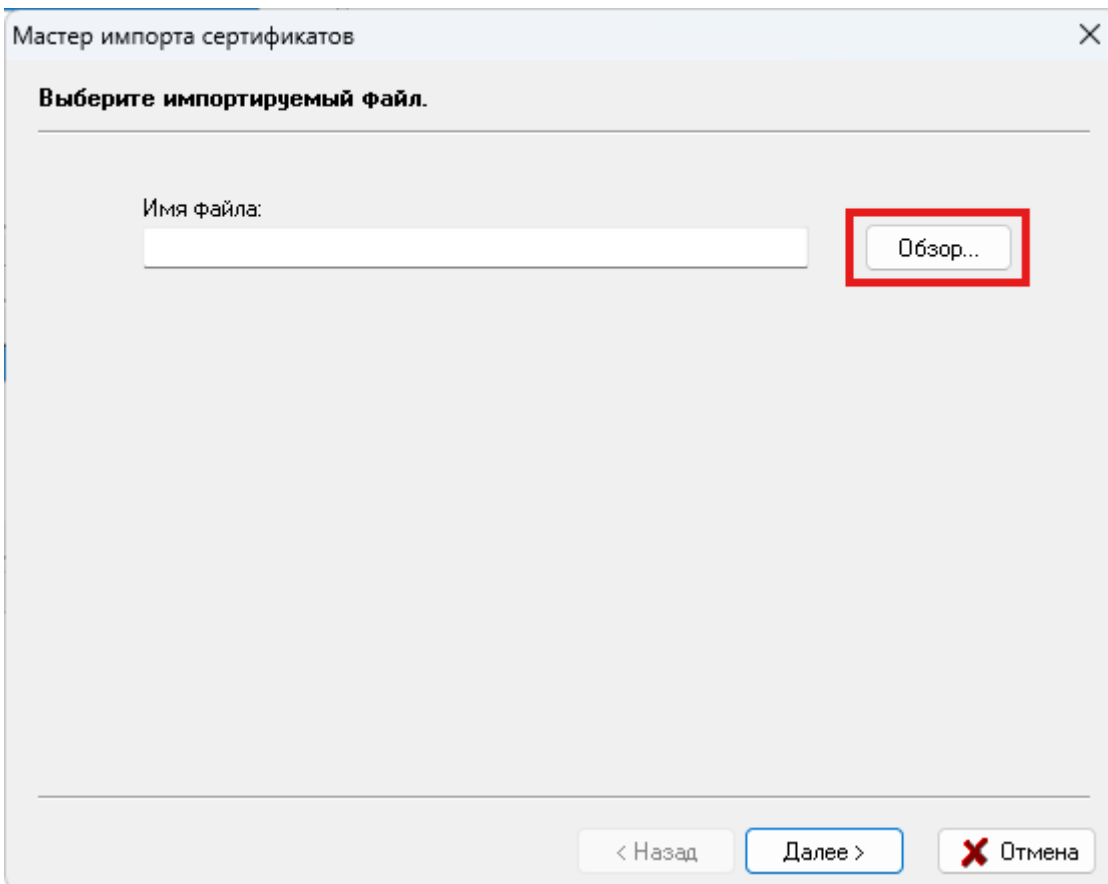 Мастер импорта сертификатов
Выберите импортируемый файл.
Имя файла:
Обзор...
< Назад
Далее >
Отмена